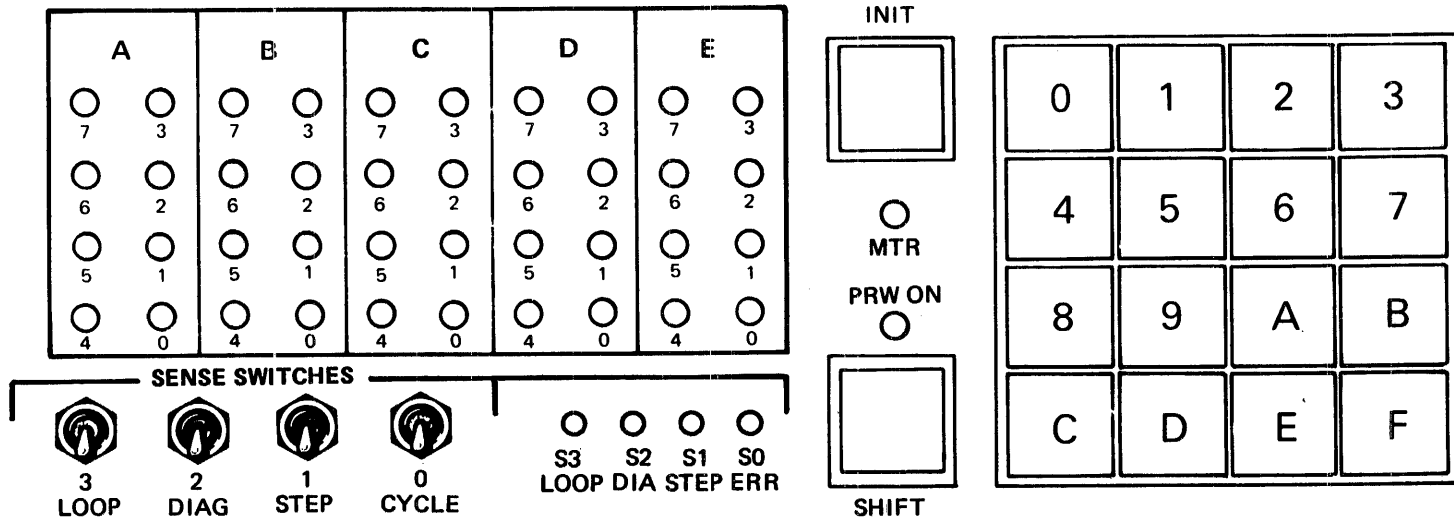 A B C D E
7 3 7 3 7 3 7 3 7 3
6 2 6 2 6 2 6 2 6 2
5 1 5 1 5 1 5 1 5 1
4 0 4 0 4 0 4 0 4 0
SENSE SWITCHES
3 2 1 0
LOOP DIAG STEP CYCLE
S3 S2 S1 S0
LOOP DIA STEP ERR
INIT
MTR
PRW ON
SHIFT
0 1 2 3
4 5 6 7
8 9 A B
C D E F